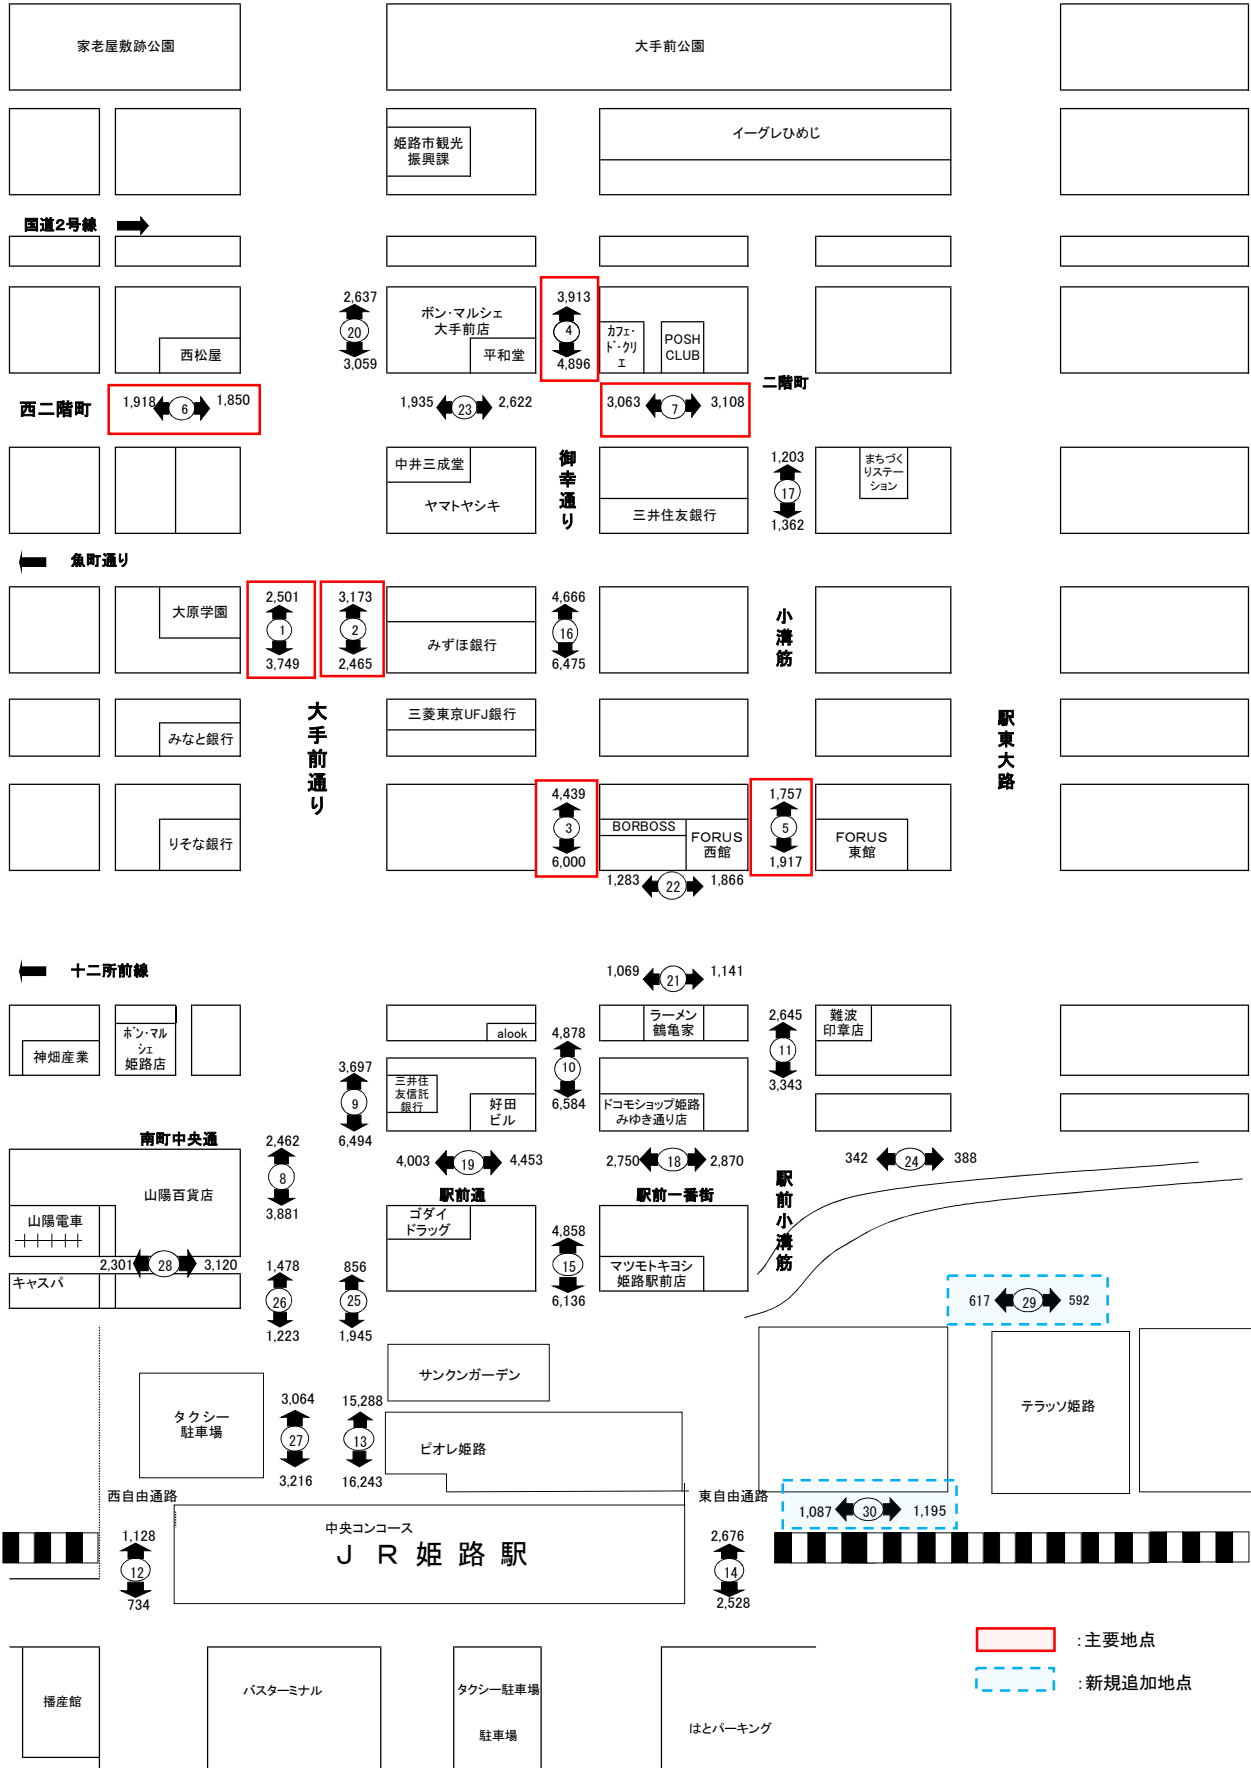 家老屋敷跡公園
大手前公園
姫路市観光
振興課
イーグレひめじ
国道2号線
2,637
20
3,059
ボン・マルシェ
大手前店
平和堂
3,913
4
4,896
カフェ・
ド・クリ
エ
POSH
CLUB
西松屋
二階町
西二階町
1,918
6
1,850
1,935
23
2,622
3,063
7
3,108
中井三成堂
ヤマトヤシキ
御幸通り
三井住友銀行
1,203
17
1,362
まちづく
りステー
ション
魚町通り
大原学園
2,501
1
3,749
3,173
2
2,465
みずほ銀行
4,666
16
6,475
小溝筋
みなと銀行
大手前通り
三菱東京UFJ銀行
駅東大路
りそな銀行
4,439
3
6,000
BORBOSS
FORUS
西館
1,757
5
1,917
FORUS
東館
1,283
22
1,866
十二所前線
1,069
21
1,141
神畑産業
ボン・マル
シェ
姫路店
alook
4,878
10
6,584
ラーメン
鶴亀家
2,645
11
3,343
難波
印章店
3,697
9
6,494
三井住
友信託
銀行
好田
ビル
ドコモショップ姫路
みゆき通り店
南町中央通
2,462
8
3,881
4,003
19
4,453
2,750
18
2,870
342
24
388
山陽百貨店
駅前通
駅前一番街
駅前小溝筋
山陽電車
ゴダイ
ドラッグ
4,858
15
6,136
マツモトキヨシ
姫路駅前店
2,301
28
3,120
キャスパ
1,478
26
1,223
856
25
1,945
617
29
592
サンクンガーデン
タクシー
駐車場
3,064
27
3,216
15,288
13
16,243
ピオレ姫路
テラッソ姫路
西自由通路
東自由通路
1,087
30
1,195
1,128
12
734
中央コンコース
JR姫路駅
2,676
14
2,528
:主要地点
:新規追加地点
播産館
バスターミナル
タクシー駐車場
駐車場
はとパーキング